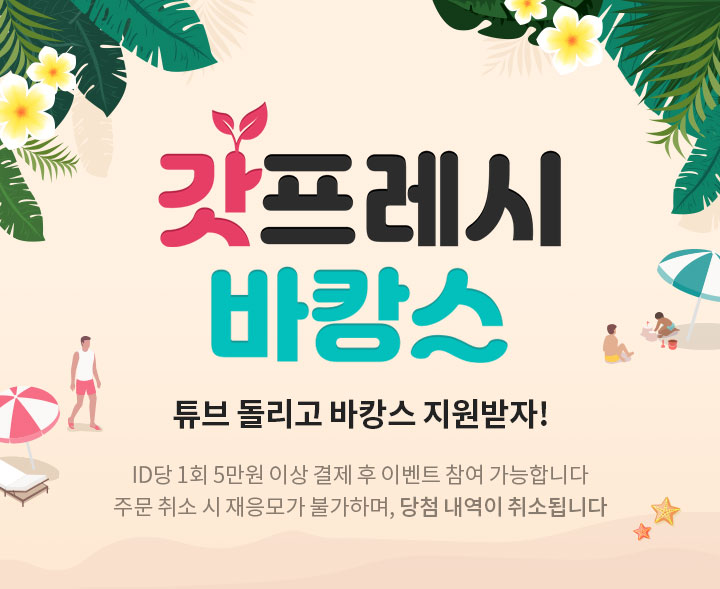 갓프레시
바캉스
튜브 돌리고 바캉스 지원받자!
ID당 1회 5만원 이상 결제 후 이벤트 참여 가능합니다
주문 취소 시 재응모가 불가하며, 당첨 내역이 취소됩니다